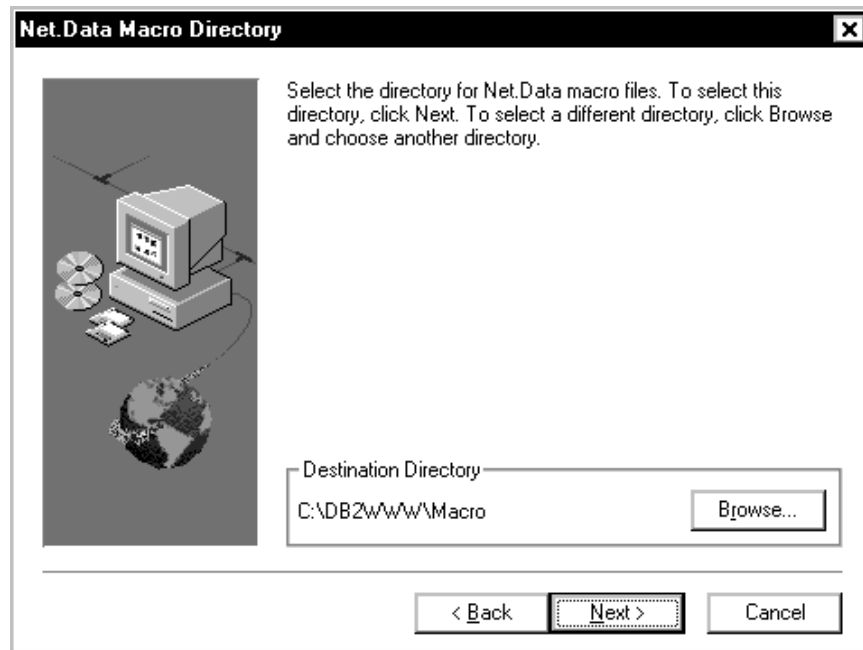 Net.Data Macro Directory
Select the directory for Net.Data macro files. To select this
directory, click Next. To select a different directory, click Browse
and choose another directory.
Destination Directory
C:\DB2WWW\Macro
Browse...
< Back
Next >
Cancel